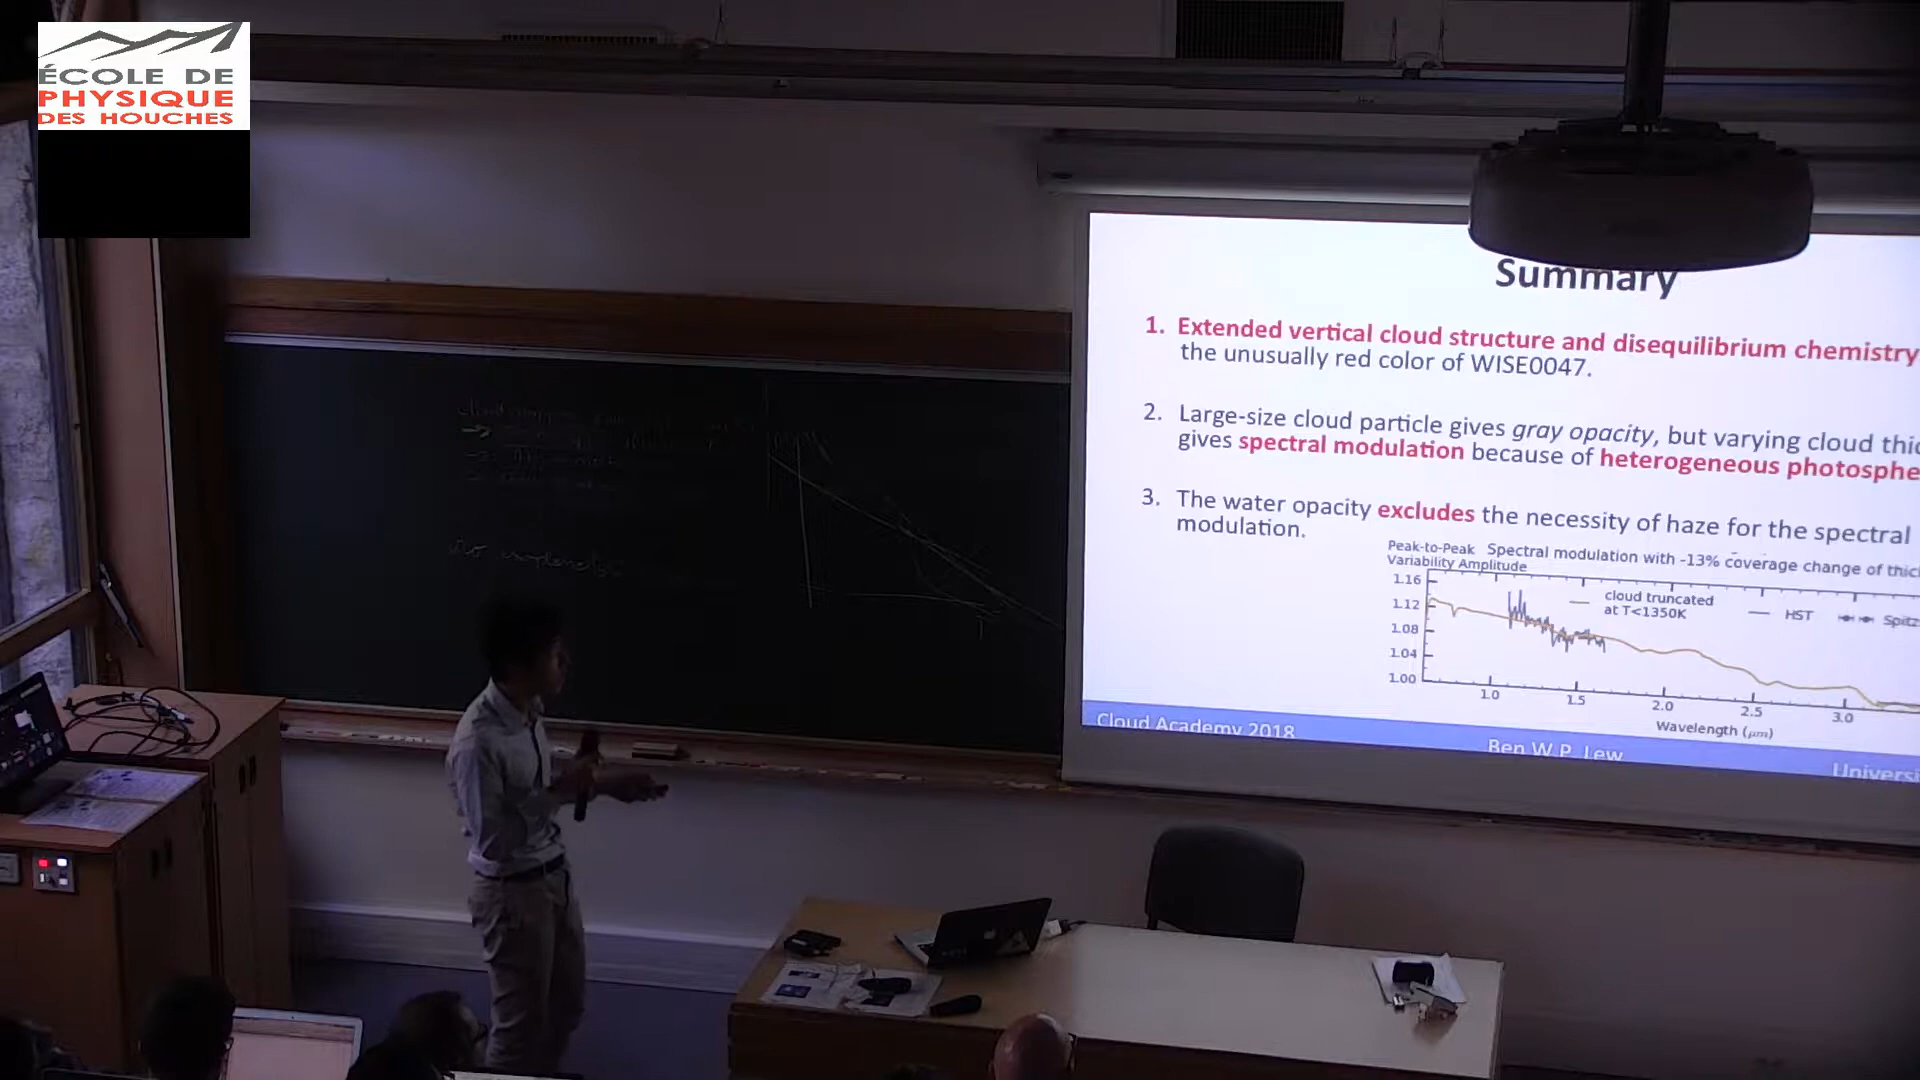 ÉCOLE DE
PHYSIQUE
DES HOUCHES
Summary
1. Extended vertical cloud structure and disequilibrium chemistry
the unusually red color of WISE0047.
2. Large-size cloud particle gives gray opacity, but varying cloud
gives spectral modulation because of heterogeneous
3. The water opacity excludes the necessity of haze for the spectral
modulation.
Peak-to-Peak Spectral modulation with -13% coverage change of
Variability Amplitude
1.16
1.12
1.08
1.04
1.00
cloud truncated
at T<1350K
HST
1.0 1.5 2.0 2.5 3.0
Wavelength (μm)
Cloud Academy 2018
Ben W.P. Lew